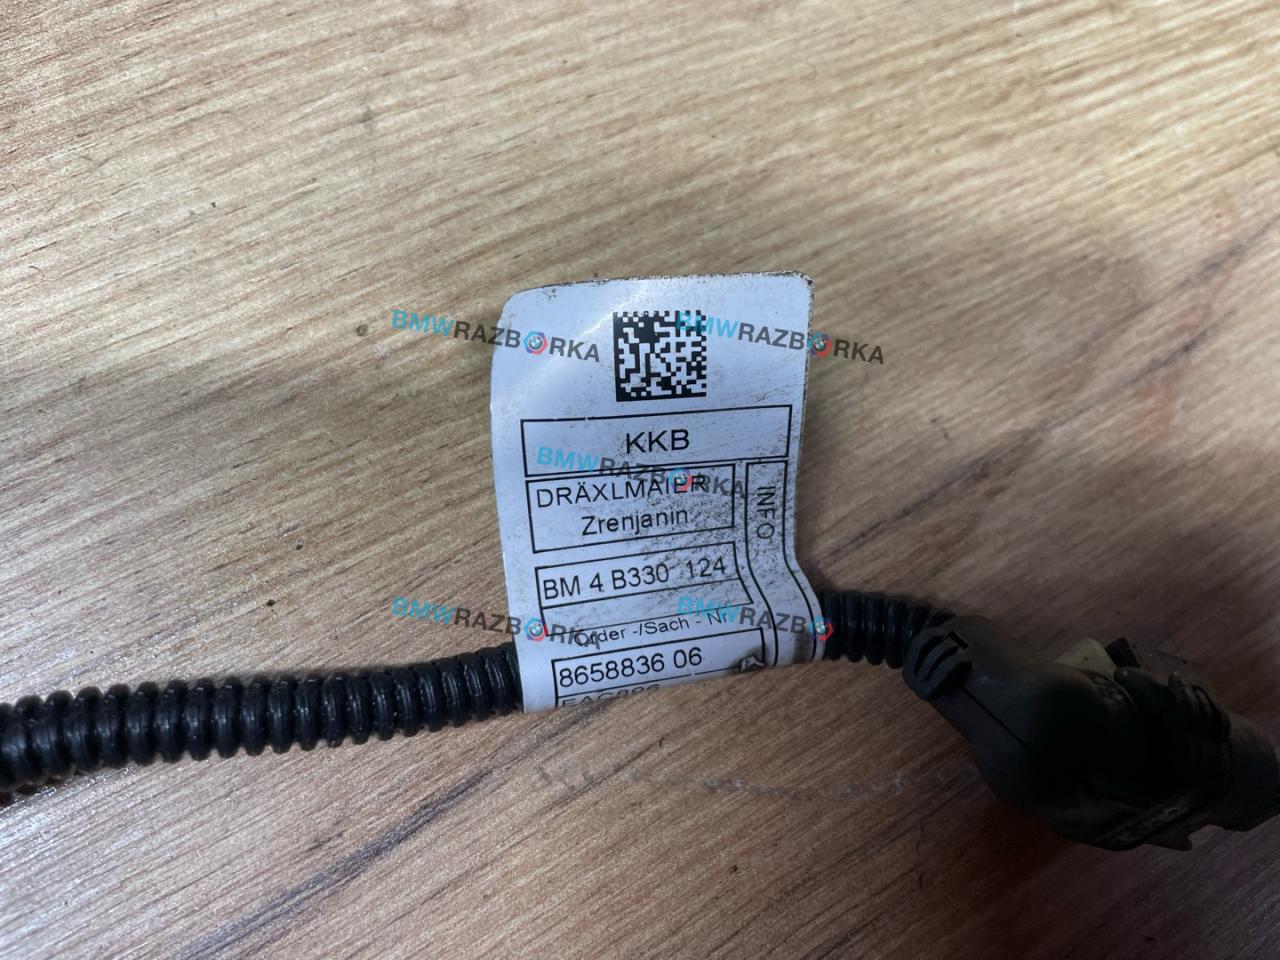 BMWRAZBORKA
BMWRAZBORKA
KKB
BMWRAZBORKA
DRÄXLMAIER
Zrenjanin
INFO
BM 4 B330 124
BMWRAZBORKA
BMWRAZBO
Order -/Sach - Nr
8658836 06